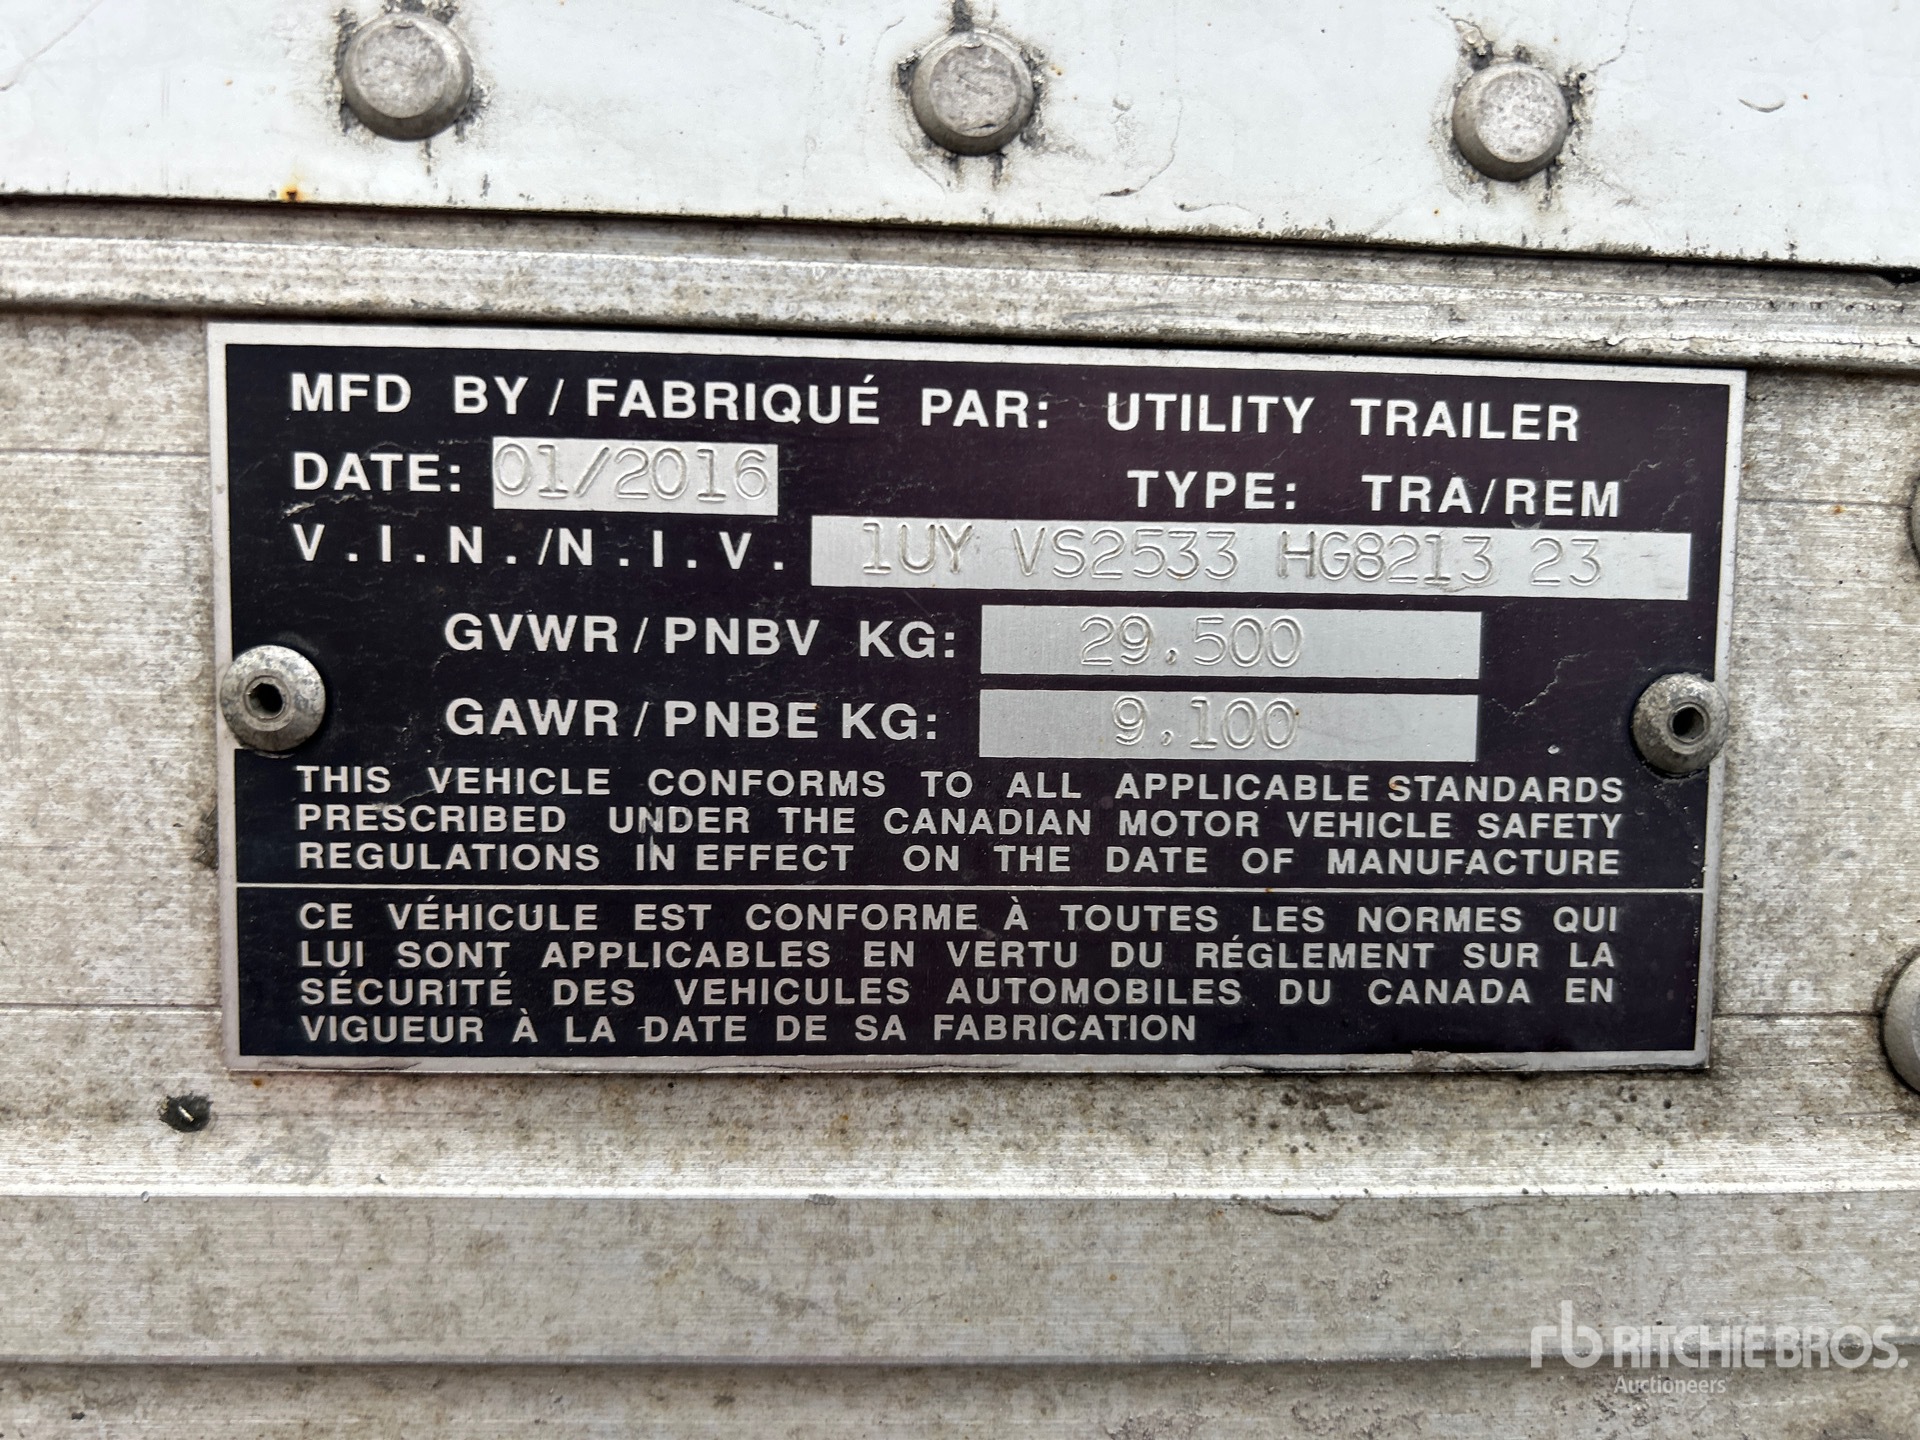 MFD BY / FABRIQUÉ PAR: UTILITY TRAILER
DATE: 01/2016 TYPE: TRA/REM
V.I.N./N.I.V. 1UY VS2533 HG8213 23
GVWR/PNBV KG: 29,500
GAWR/PNBE KG: 9,100
THIS VEHICLE CONFORMS TO ALL APPLICABLE STANDARDS
PRESCRIBED UNDER THE CANADIAN MOTOR VEHICLE SAFETY
REGULATIONS IN EFFECT ON THE DATE OF MANUFACTURE
CE VÉHICULE EST CONFORME À TOUTES LES NORMES QUI
LUI SONT APPLICABLES EN VERTU DU RÉGLEMENT SUR LA
SÉCURITÉ DES VEHICULES AUTOMOBILES DU CANADA EN
VIGUEUR À LA DATE DE SA FABRICATION
rb RITCHIE BROS.
Auctioneers